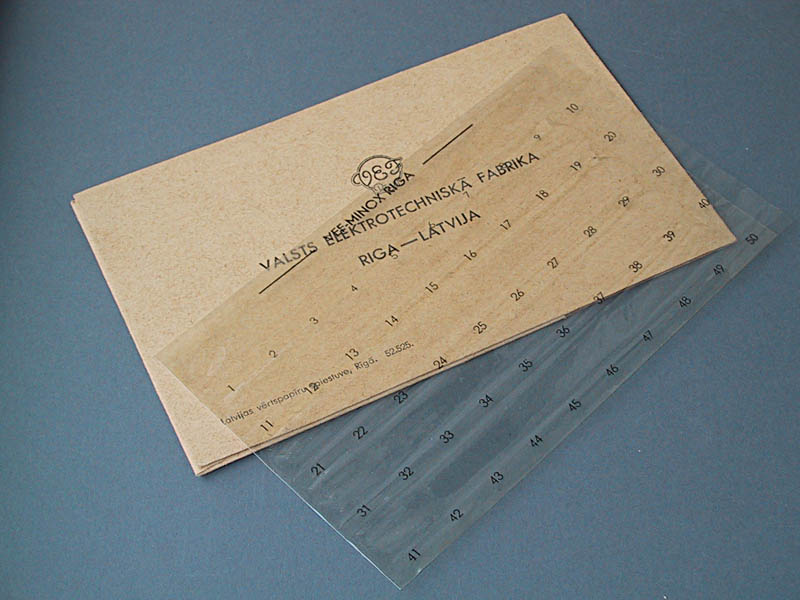 VEF
VALSTS ELEKTROTECHNISKĀ FABRIKA
RIGA—LATVIJA
Latvijas vērtspapīru spiestuve, Rīgā. 52.525.
VEF-MINOX RIGA
1 2 3 4 5 6 7 8 9 10
11 12 13 14 15 16 17 18 19 20
21 22 23 24 25 26 27 28 29 30
31 32 33 34 35 36 37 38 39 40
41 42 43 44 45 46 47 48 49 50